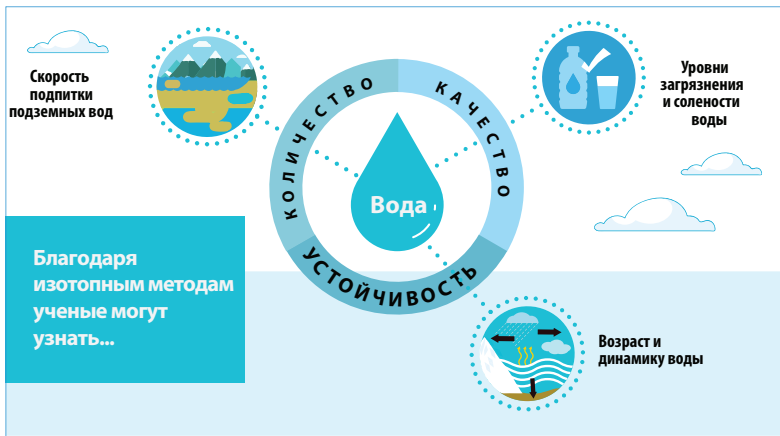 Скорость
подпитки
подземных вод
КОЛИЧЕСТВО
КАЧЕСТВО
УСТОЙЧИВОСТЬ
Вода
Уровни
загрязнения
и солености
воды
Благодаря
изотопным методам
ученые могут
узнать...
Возраст и
динамику воды